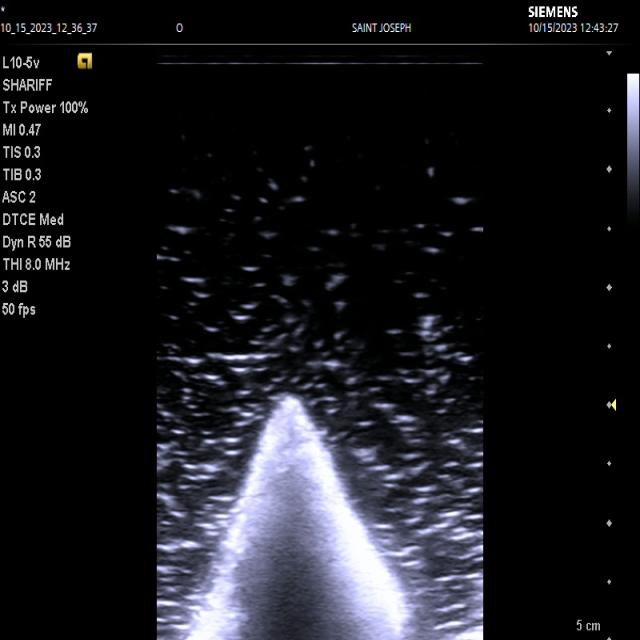 SIEMENS
10_15_2023_12_36_37 O SAINT JOSEPH 10/15/2023 12:43:27
L10-5v
SHARIFF
Tx Power 100%
MI 0.47
TIS 0.3
TIB 0.3
ASC 2
DTCE Med
Dyn R 55 dB
THI 8.0 MHz
3 dB
50 fps
5 cm